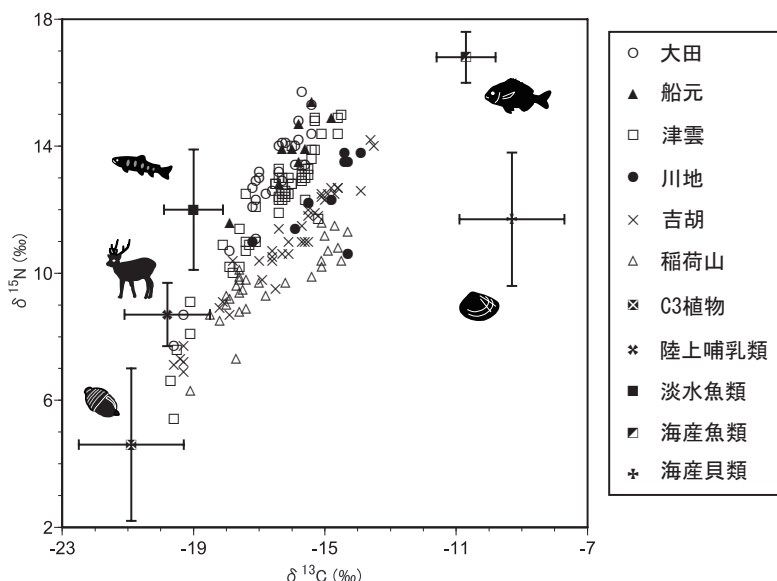 18
14
10
6
2
-23
-19
-15
-11
-7
δ 15N (‰)
δ 13C (‰)
大田
船元
津雲
川地
吉胡
稲荷山
C3植物
陸上哺乳類
淡水魚類
海産魚類
海産貝類